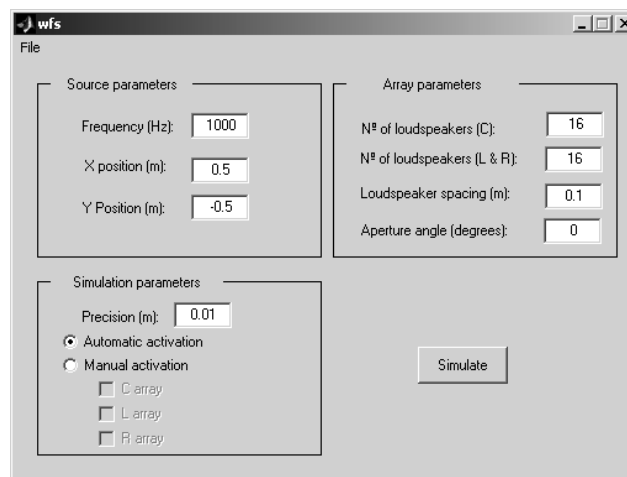 wfs
File
Source parameters
Frequency (Hz): 1000
X position (m): 0.5
Y Position (m): -0.5
Array parameters
Nº of loudspeakers (C): 16
Nº of loudspeakers (L & R): 16
Loudspeaker spacing (m): 0.1
Aperture angle (degrees): 0
Simulation parameters
Precision (m): 0.01
Automatic activation
Manual activation
C array
L array
R array
Simulate